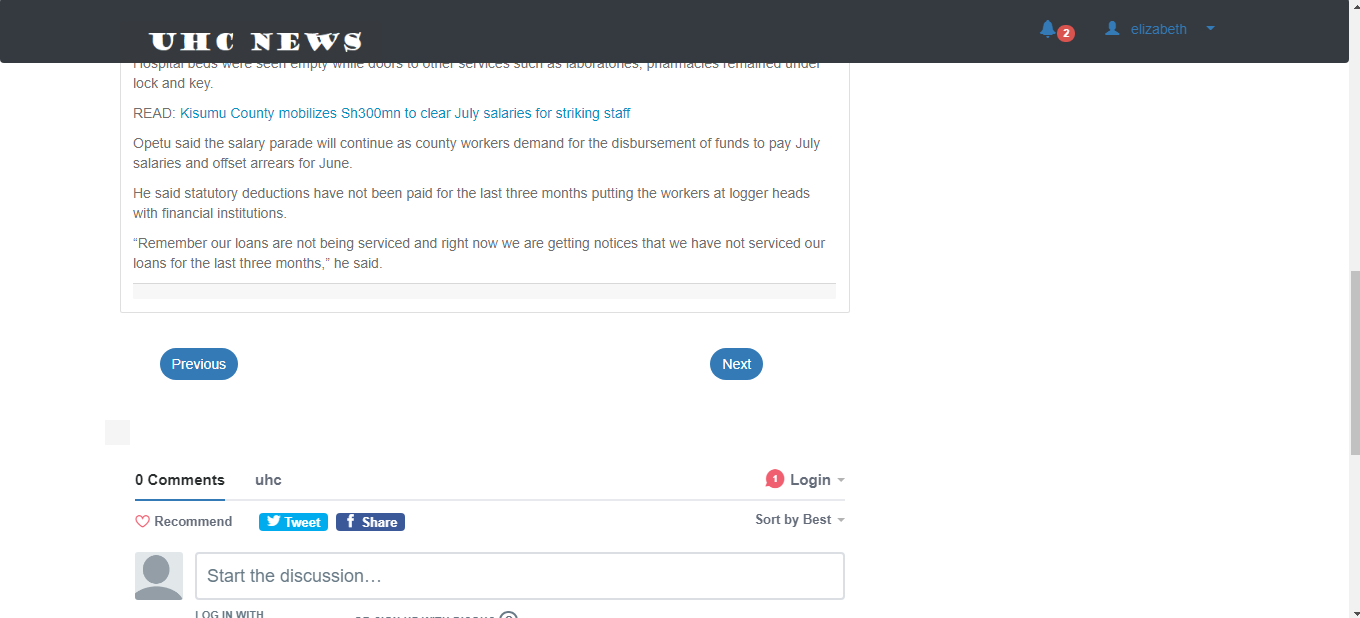 UHC NEWS
2
elizabeth
Hospital beds were seen empty while doors to other services such as laboratories, pharmacies remained under
lock and key.
READ: Kisumu County mobilizes Sh300mn to clear July salaries for striking staff
Opetu said the salary parade will continue as county workers demand for the disbursement of funds to pay July
salaries and offset arrears for June.
He said statutory deductions have not been paid for the last three months putting the workers at logger heads
with financial institutions.
“Remember our loans are not being serviced and right now we are getting notices that we have not serviced our
loans for the last three months,” he said.
Previous
Next
0 Comments
uhc
1
Login
Recommend
Tweet
Share
Sort by Best
Start the discussion…
LOG IN WITH
OR SIGN UP WITH DISQUS
?